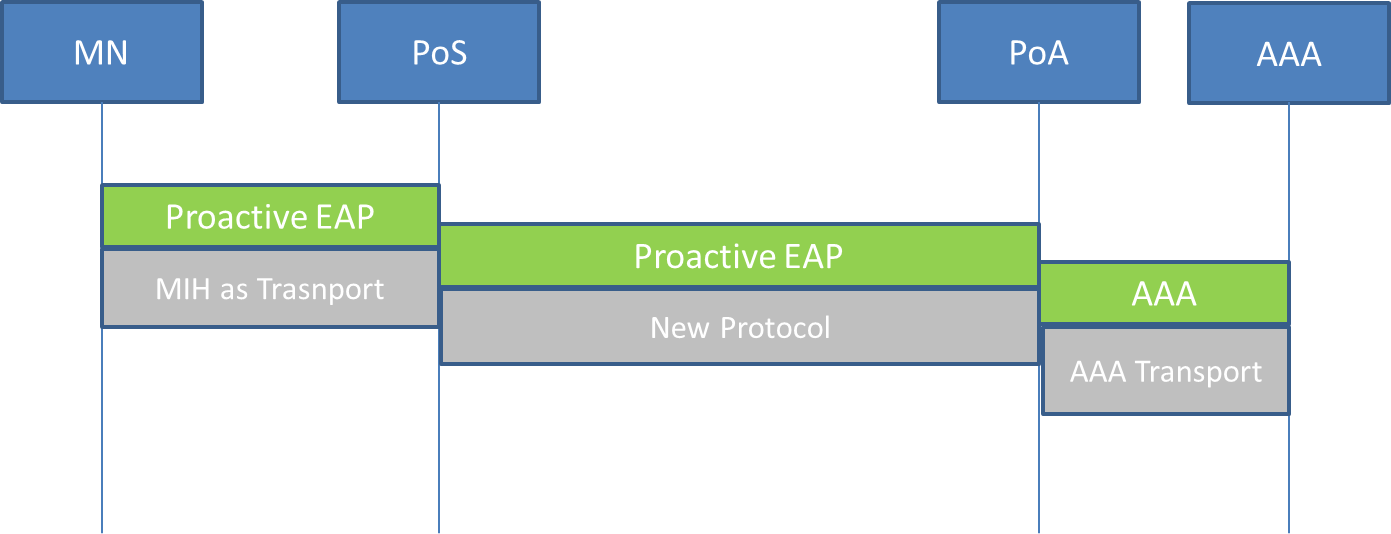 MN
PoS
PoA
AAA
Proactive EAP
MIH as Trasnport
Proactive EAP
New Protocol
AAA
AAA Transport